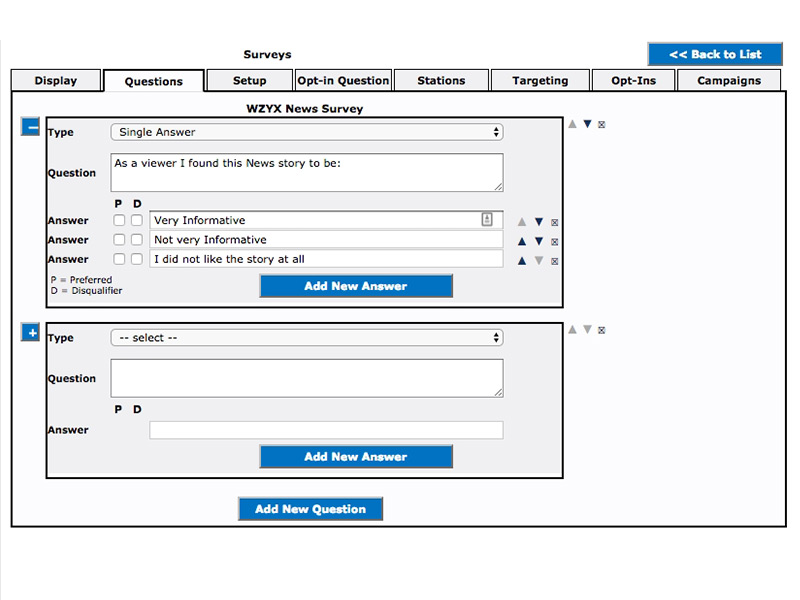 Surveys
<< Back to List
Display Questions Setup Opt-in Question Stations Targeting Opt-Ins Campaigns
WZYX News Survey
Type Single Answer
Question As a viewer I found this News story to be:
P D
Answer Very Informative
Answer Not very Informative
Answer I did not like the story at all
P = Preferred
D = Disqualifier
Add New Answer
Type -- select --
Question
P D
Answer
Add New Answer
Add New Question